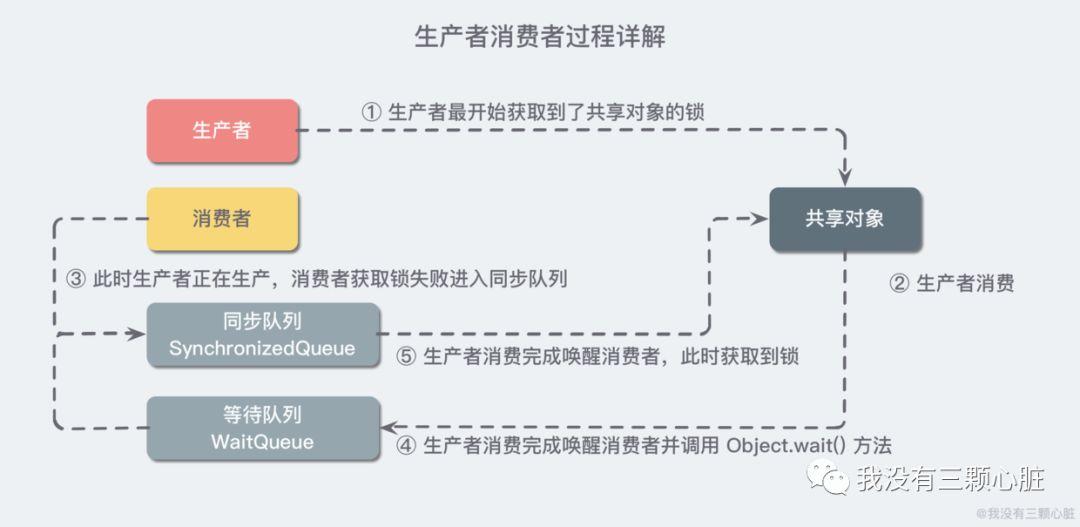 生产者消费者过程详解
① 生产者最开始获取到了共享对象的锁
生产者
消费者
共享对象
③ 此时生产者正在生产，消费者获取锁失败进入同步队列
② 生产者消费
同步队列
SynchronizedQueue
⑤ 生产者消费完成唤醒消费者，此时获取到锁
等待队列
WaitQueue
④ 生产者消费完成唤醒消费者并调用 Object.wait() 方法
我没有三颗心脏
@我没有三颗心脏